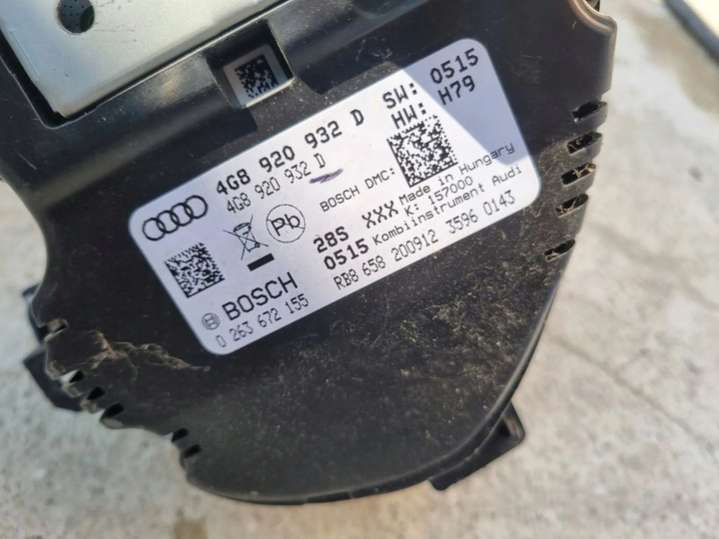 4G8 920 932 D
4G8 920 932 D
SW: 0515
HW: H79
BOSCH DMC:
Pb
28S XXX
0515
Made in Hungary
K: 157000
Kombiinstrument Audi
RB8 658 200912 3596 0143
BOSCH
0 263 672 155